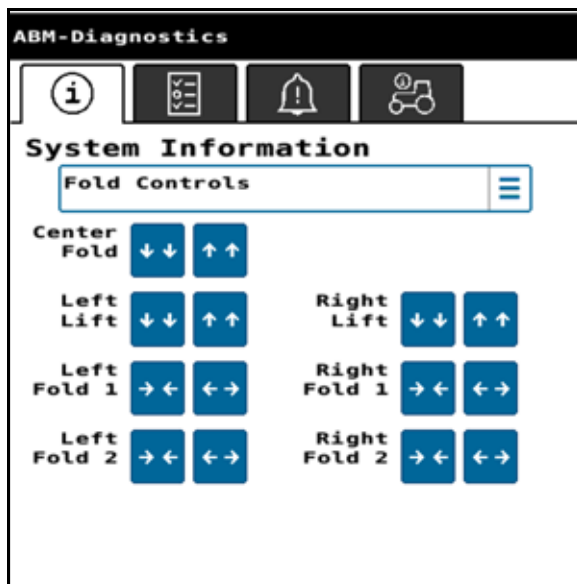 ABM-Diagnostics
System Information
Fold Controls
Center
Fold
Left
Lift
Right
Lift
Left
Fold 1
Right
Fold 1
Left
Fold 2
Right
Fold 2